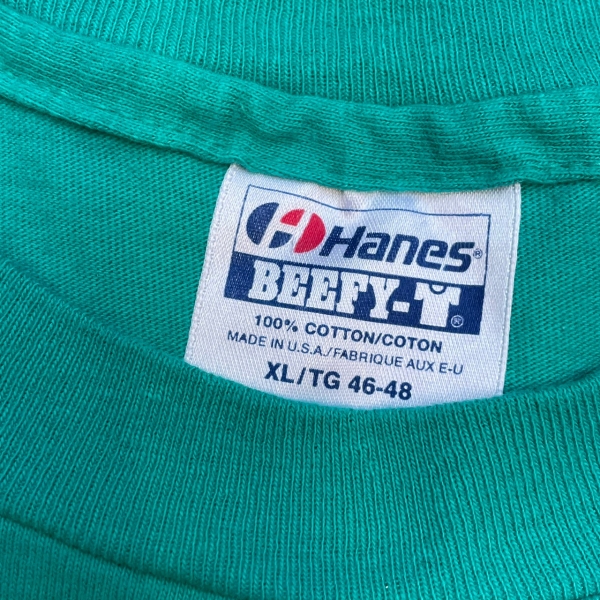 Hanes®
BEEFY-T®
100% COTTON/COTON
MADE IN U.S.A./FABRIQUE AUX E-U
XL/TG 46-48